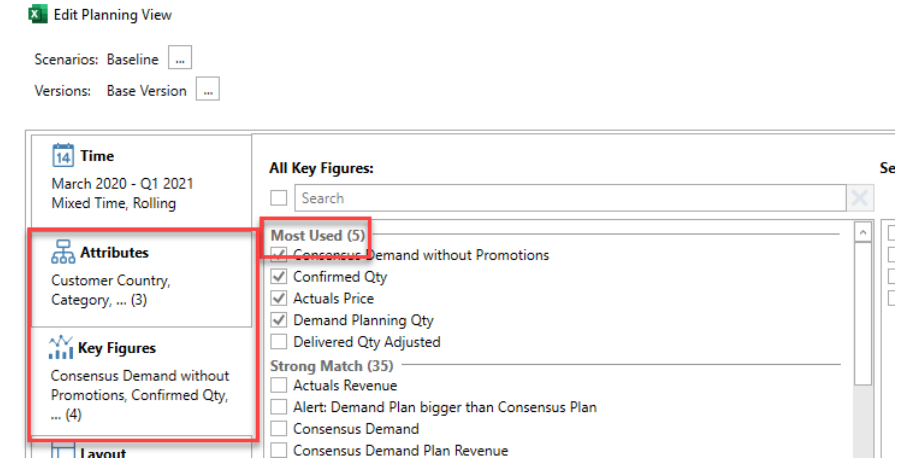 Edit Planning View
Scenarios: Baseline ...
Versions: Base Version ...
14 Time
March 2020 - Q1 2021
Mixed Time, Rolling
Attributes
Customer Country,
Category, ... (3)
Key Figures
Consensus Demand without
Promotions, Confirmed Qty,
... (4)
Layout
All Key Figures:
Search
Most Used (5)
Consensus Demand without Promotions
Confirmed Qty
Actuals Price
Demand Planning Qty
Delivered Qty Adjusted
Strong Match (35)
Actuals Revenue
Alert: Demand Plan bigger than Consensus Plan
Consensus Demand
Consensus Demand Plan Revenue
Se